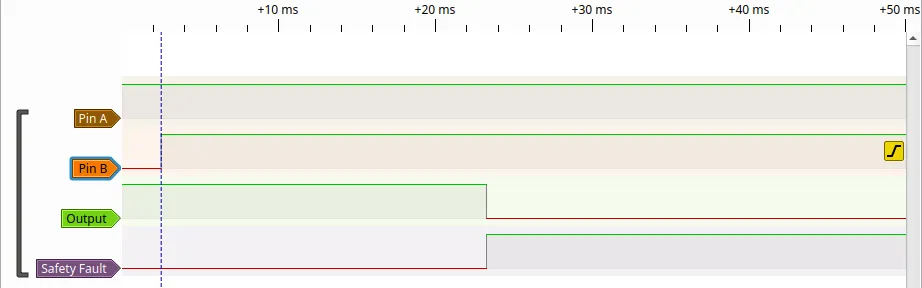 +10 ms +20 ms +30 ms +40 ms +50 ms
Pin A
Pin B
Output
Safety Fault